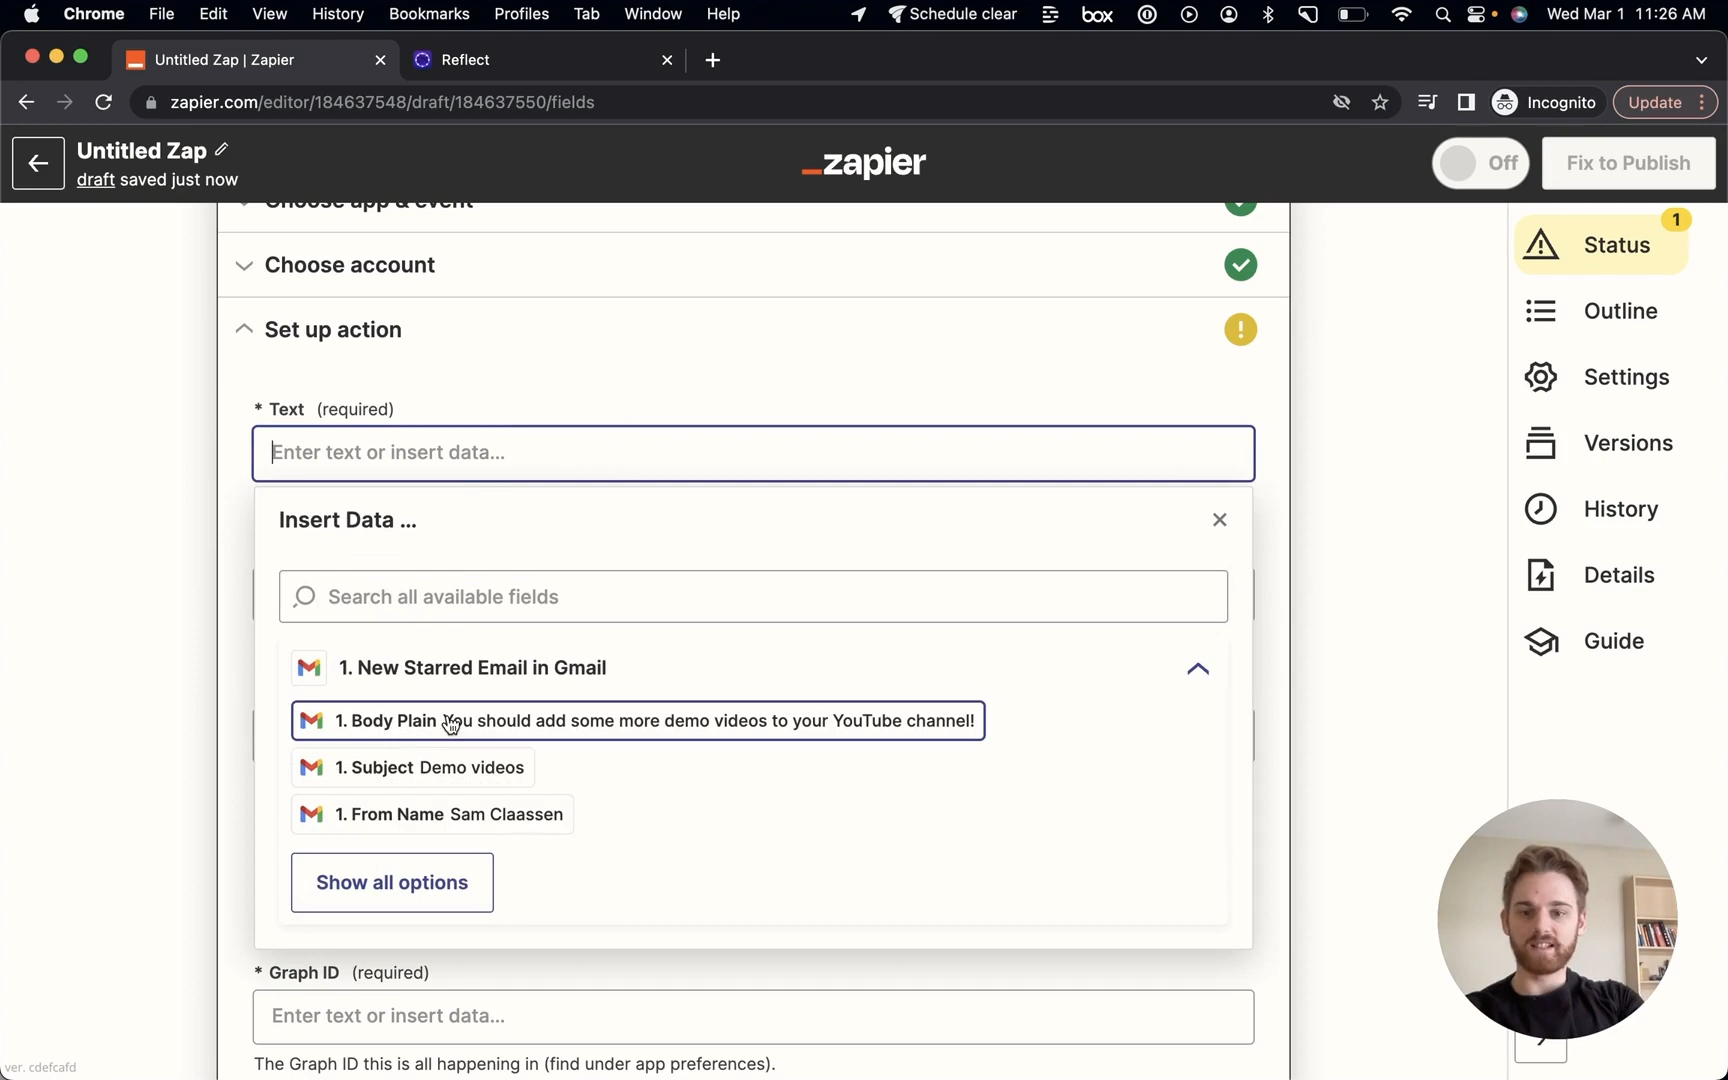 Chrome File Edit View History Bookmarks Profiles Tab Window Help Schedule clear box Wed Mar 1 11:26 AM
Untitled Zap | Zapier Reflect
zapier.com/editor/184637548/draft/184637550/fields Incognito Update
Untitled Zap
draft saved just now
zapier
Off
Fix to Publish
Choose app & event
Choose account
Set up action
* Text (required)
Enter text or insert data...
Insert Data ...
Search all available fields
1. New Starred Email in Gmail
1. Body Plain You should add some more demo videos to your YouTube channel!
1. Subject Demo videos
1. From Name Sam Claassen
Show all options
* Graph ID (required)
Enter text or insert data...
The Graph ID this is all happening in (find under app preferences).
1
Status
Outline
Settings
Versions
History
Details
Guide
ver. cdefcafd